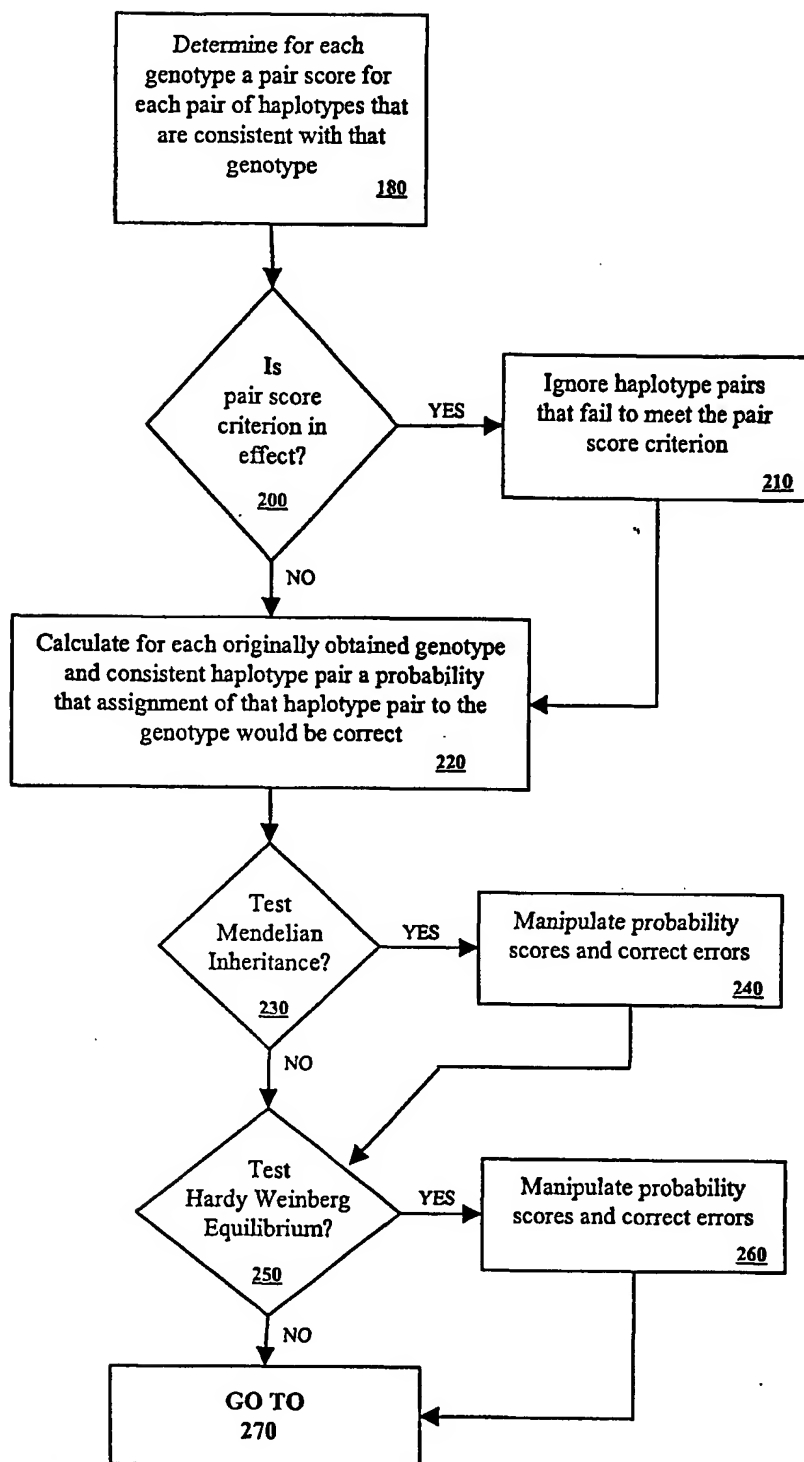 Determine for each
genotype a pair score for
each pair of haplotypes that
are consistent with that
genotype
180
Is
pair score
criterion in
effect?
200
YES
Ignore haplotype pairs
that fail to meet the pair
score criterion
210
NO
Calculate for each originally obtained genotype
and consistent haplotype pair a probability
that assignment of that haplotype pair to the
genotype would be correct
220
Test
Mendelian
Inheritance?
230
YES
Manipulate probability
scores and correct errors
240
NO
Test
Hardy Weinberg
Equilibrium?
250
YES
Manipulate probability
scores and correct errors
260
NO
GO TO
270